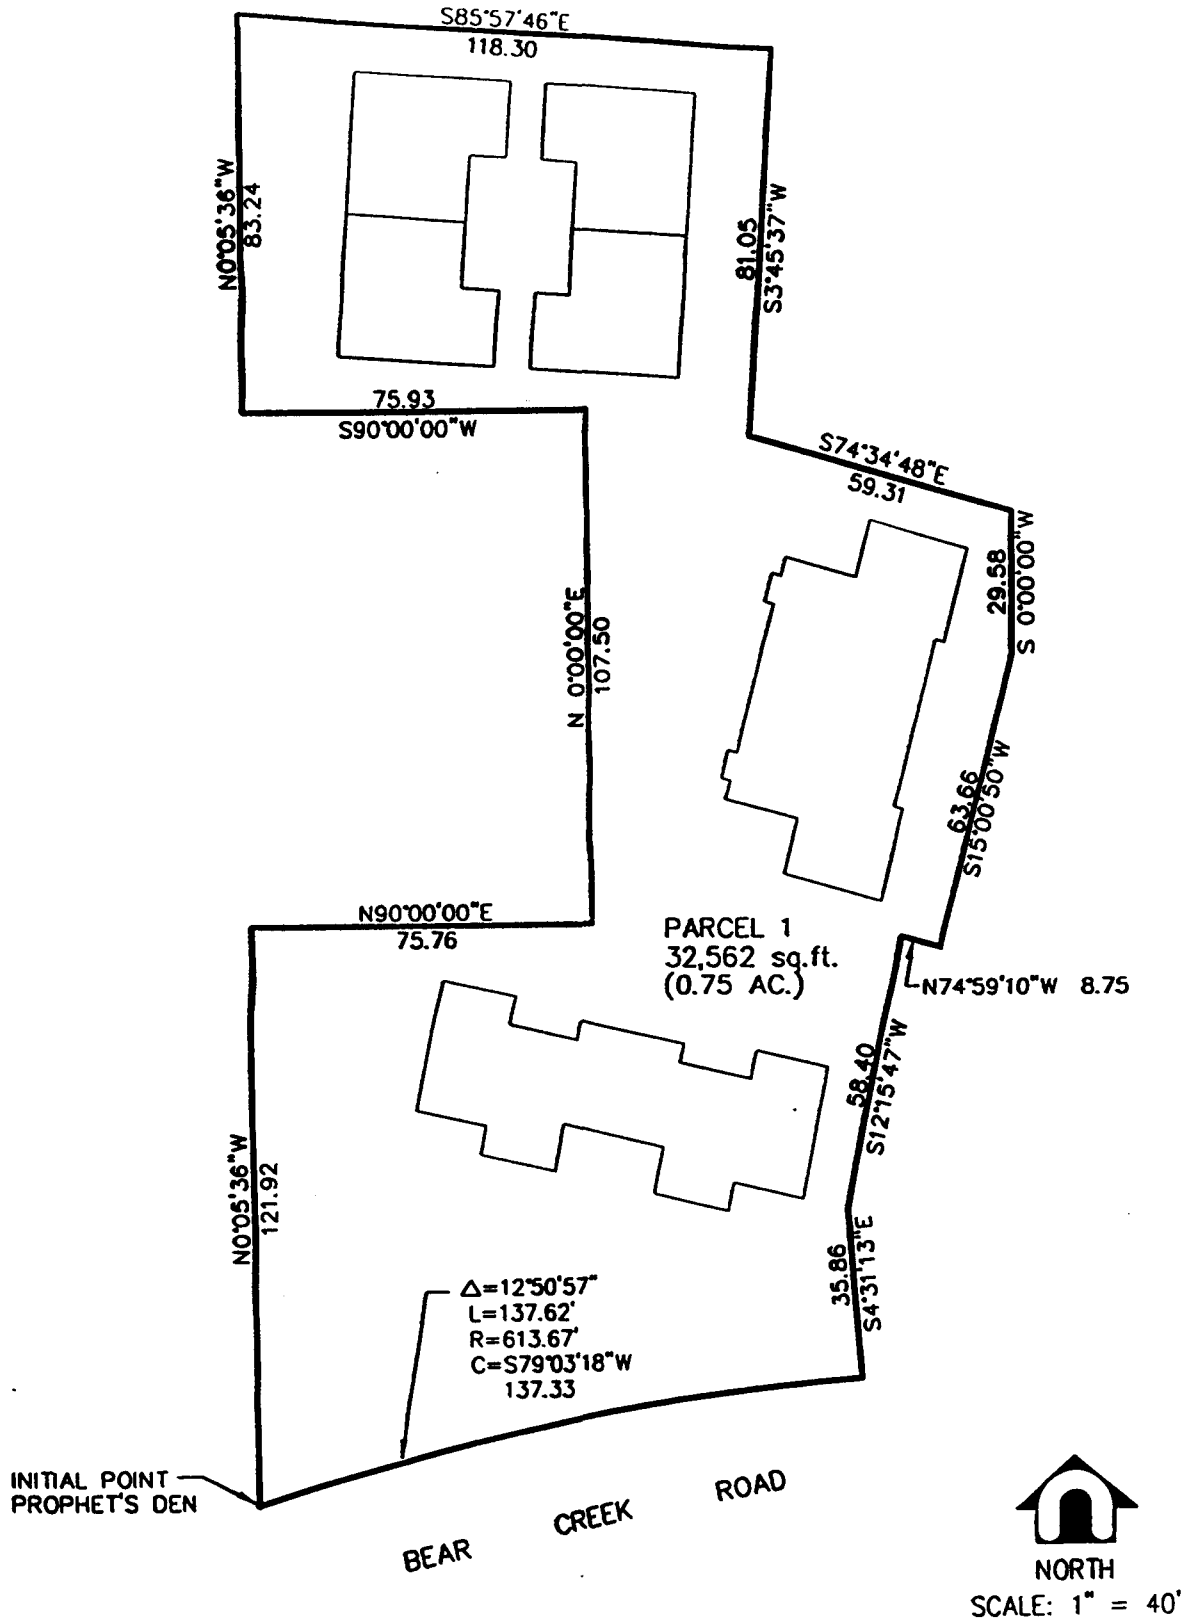 S85°57'46"E
118.30
N0°05'36"W
83.24
81.05
S3°45'37"W
75.93
S90°00'00"W
S74°34'48"E
59.31
29.58
S 0°00'00"W
N 0°00'00"E
107.50
63.66
S15°00'50"W
N90°00'00"E
75.76
PARCEL 1
32,562 sq.ft.
(0.75 AC.)
N74°59'10"W 8.75
58.40
S12°15'47"W
N0°05'36"W
121.92
35.86
S4°31'13"E
Δ=12°50'57"
L=137.62'
R=613.67'
C=S79°03'18"W
137.33
INITIAL POINT
PROPHET'S DEN
BEAR CREEK ROAD
NORTH
SCALE: 1" = 40'